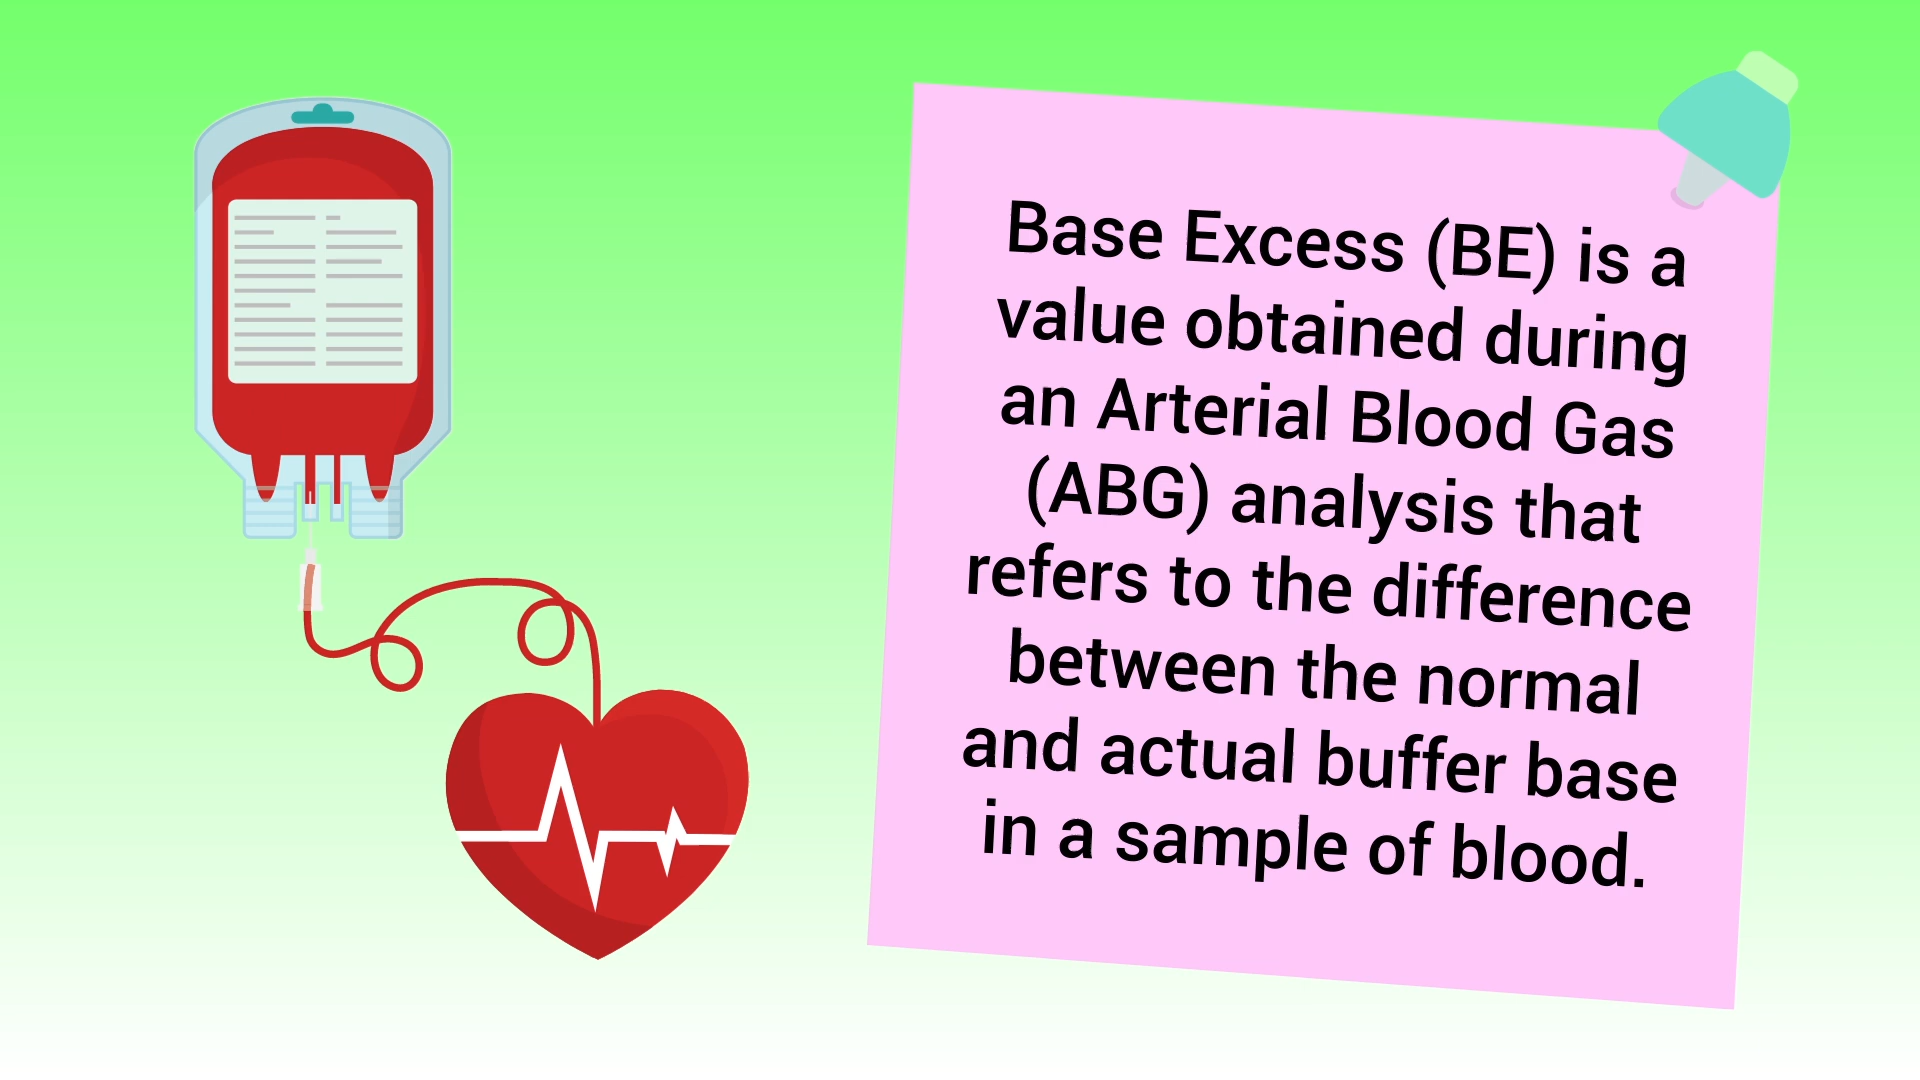 Base Excess (BE) is a
value obtained during
an Arterial Blood Gas
(ABG) analysis that
refers to the difference
between the normal
and actual buffer base
in a sample of blood.